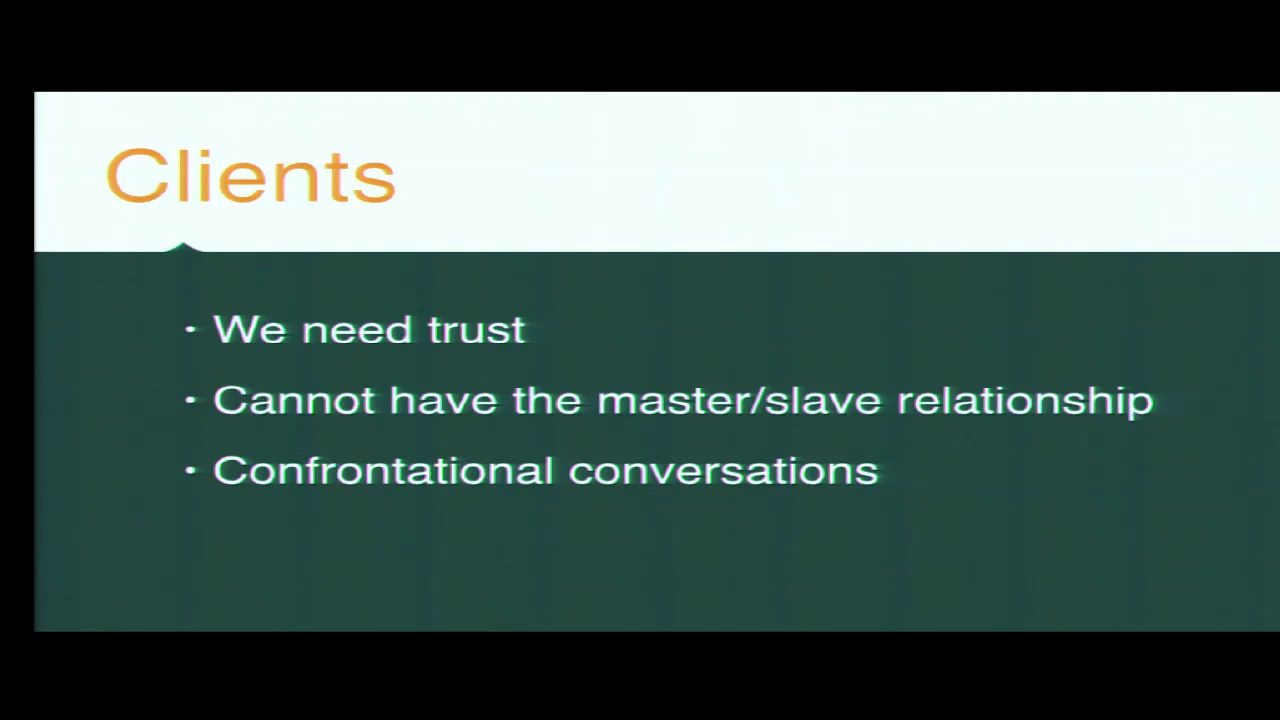 Clients
· We need trust
· Cannot have the master/slave relationship
· Confrontational conversations